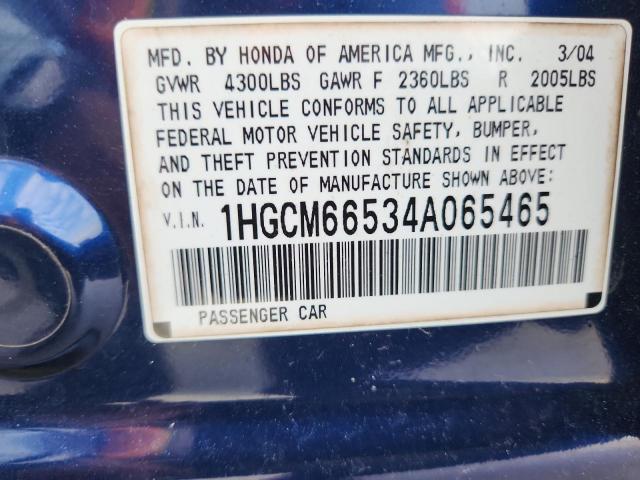 MFD. BY HONDA OF AMERICA MFG., INC. 3/04
GVWR 4300LBS GAWR F 2360LBS R 2005LBS
THIS VEHICLE CONFORMS TO ALL APPLICABLE
FEDERAL MOTOR VEHICLE SAFETY, BUMPER,
AND THEFT PREVENTION STANDARDS IN EFFECT
ON THE DATE OF MANUFACTURE SHOWN ABOVE:
V.I.N. 1HGCM66534A065465
PASSENGER CAR